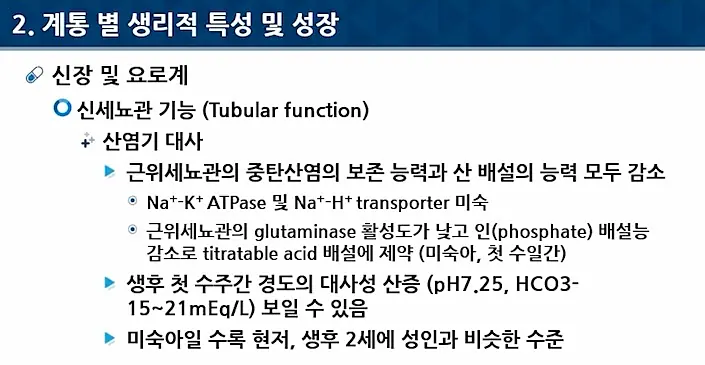 2. 계통 별 생리적 특성 및 성장
신장 및 요로계
신세뇨관 기능 (Tubular function)
산염기 대사
근위세뇨관의 중탄산염의 보존 능력과 산 배설의 능력 모두 감소
Na⁺-K⁺ ATPase 및 Na⁺-H⁺ transporter 미숙
근위세뇨관의 glutaminase 활성도가 낮고 인(phosphate) 배설능
감소로 titratable acid 배설에 제약 (미숙아, 첫 수일간)
생후 첫 수주간 경도의 대사성 산증 (pH7.25, HCO3-
15~21mEq/L) 보일 수 있음
미숙아일 수록 현저, 생후 2세에 성인과 비슷한 수준